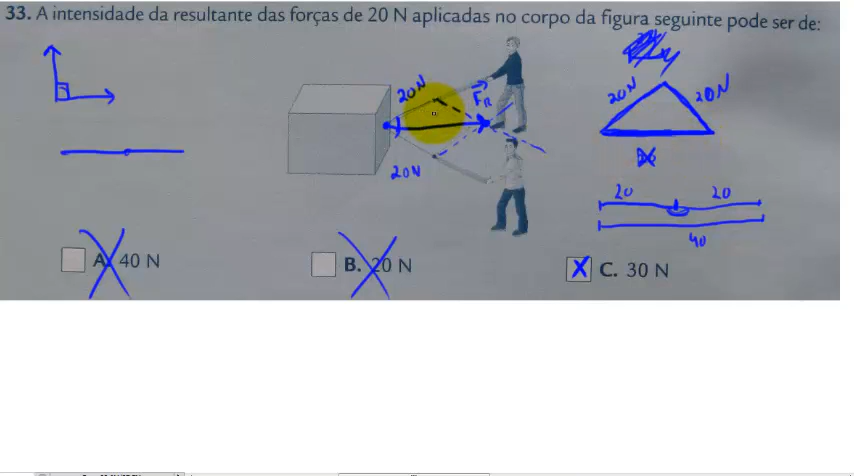 33. A intensidade da resultante das forças de 20 N aplicadas no corpo da figura seguinte pode ser de:
20N
F_R
20N
20N
20N
20
20
40
A. 40 N
B. 20 N
X C. 30 N